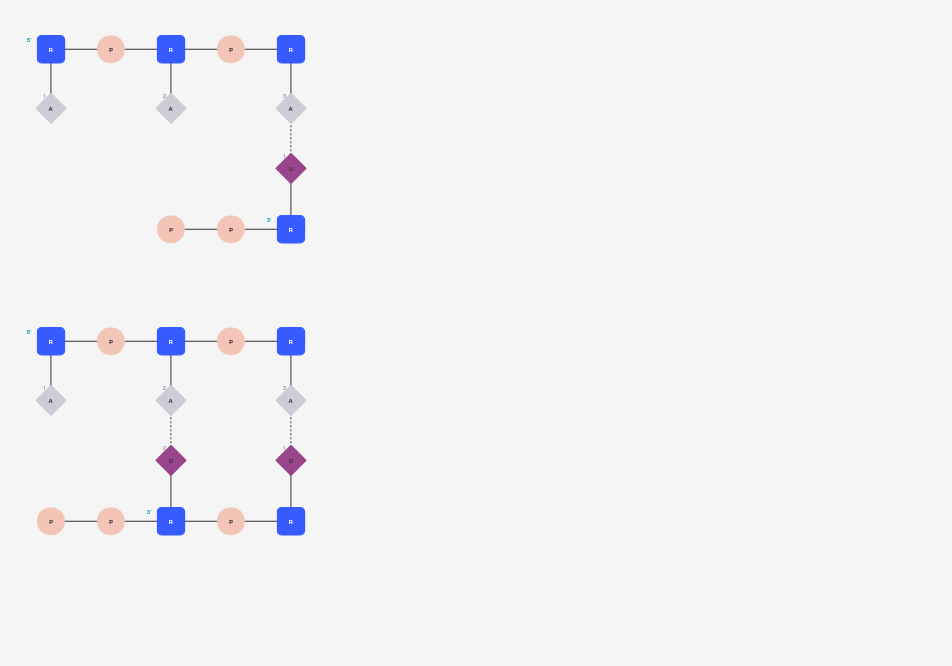 5' R P R P R
1 2 3
A A A
1
U
3'
P P R
5' R P R P R
1 2 3
A A A
2 1
U U
3'
P P R P R